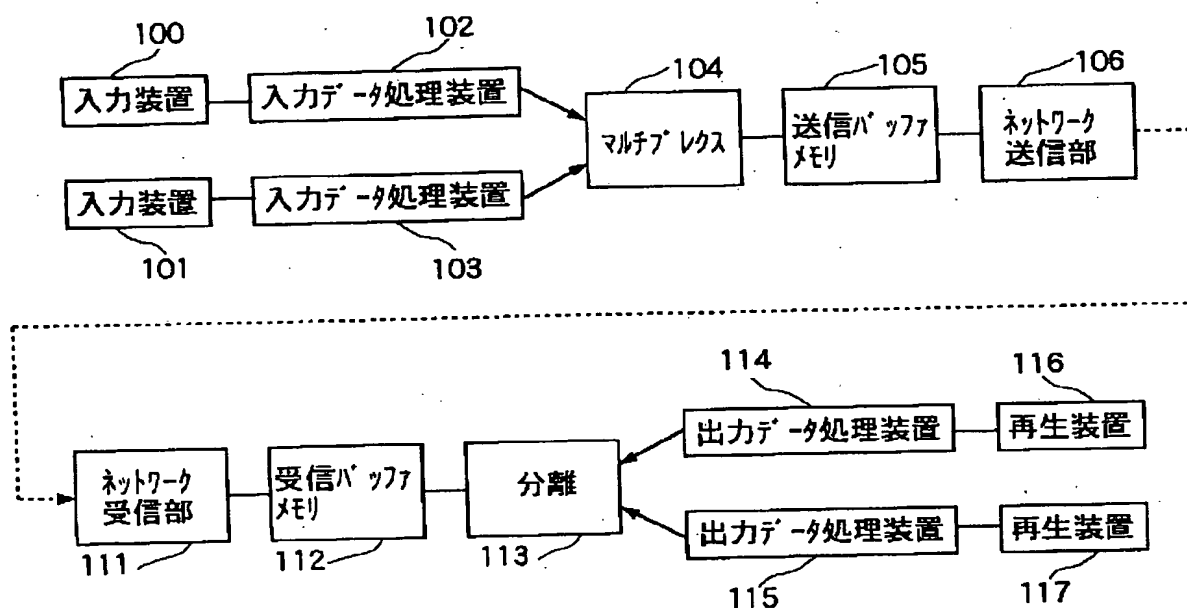 100
102
104
105
106
入力装置
入力データ処理装置
マルチプレクス
送信バッファ
メモリ
ネットワーク
送信部
入力装置
入力データ処理装置
101
103
114
116
出力データ処理装置
再生装置
ネットワーク
受信部
受信バッファ
メモリ
分離
出力データ処理装置
再生装置
111
112
113
115
117